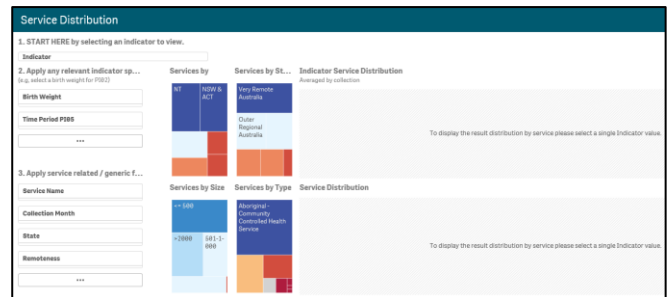 Service Distribution
1. START HERE by selecting an indicator to view.
Indicator
2. Apply any relevant indicator sp...
(e.g, select a birth weight for PI02)
Birth Weight
Time Period PI05
...
3. Apply service related / generic f...
Service Name
Collection Month
State
Remoteness
...
Services by
NT
NSW &
ACT
Services by St...
Very Remote
Australia
Outer
Regional
Australia
Indicator Service Distribution
Averaged by collection
To display the result distribution by service please select a single Indicator value.
Services by Size
<= 500
>2000
501-1-
000
Services by Type
Aboriginal -
Community
Controlled Health
Service
Service Distribution
To display the result distribution by service please select a single Indicator value.